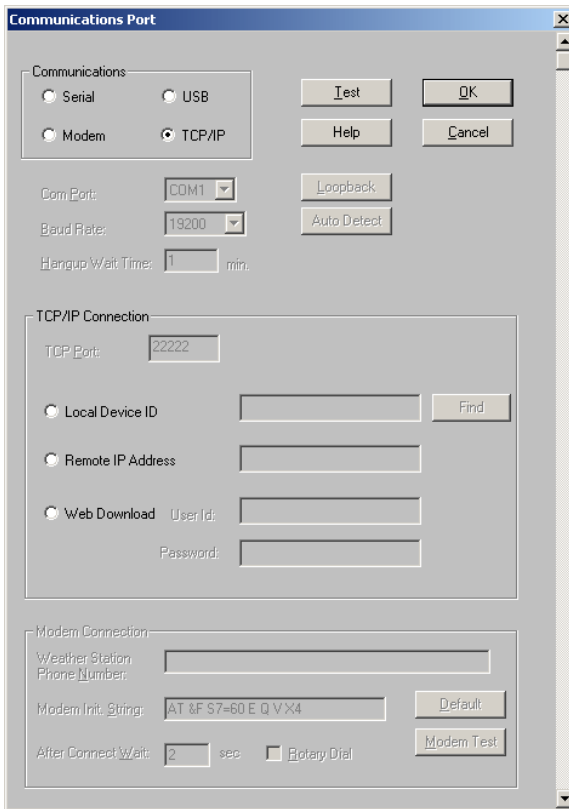 Communications Port
Communications
Serial
USB
Modem
TCP/IP
Test
OK
Help
Cancel
Com Port:
COM1
Loopback
Baud Rate:
19200
Auto Detect
Hangup Wait Time:
1
min.
TCP/IP Connection
TCP Port:
22222
Local Device ID
Find
Remote IP Address
Web Download
User Id:
Password:
Modem Connection
Weather Station
Phone Number:
Modem Init. String:
AT &F S7=60 E Q V X4
Default
After Connect Wait:
2
sec
Rotary Dial
Modem Test